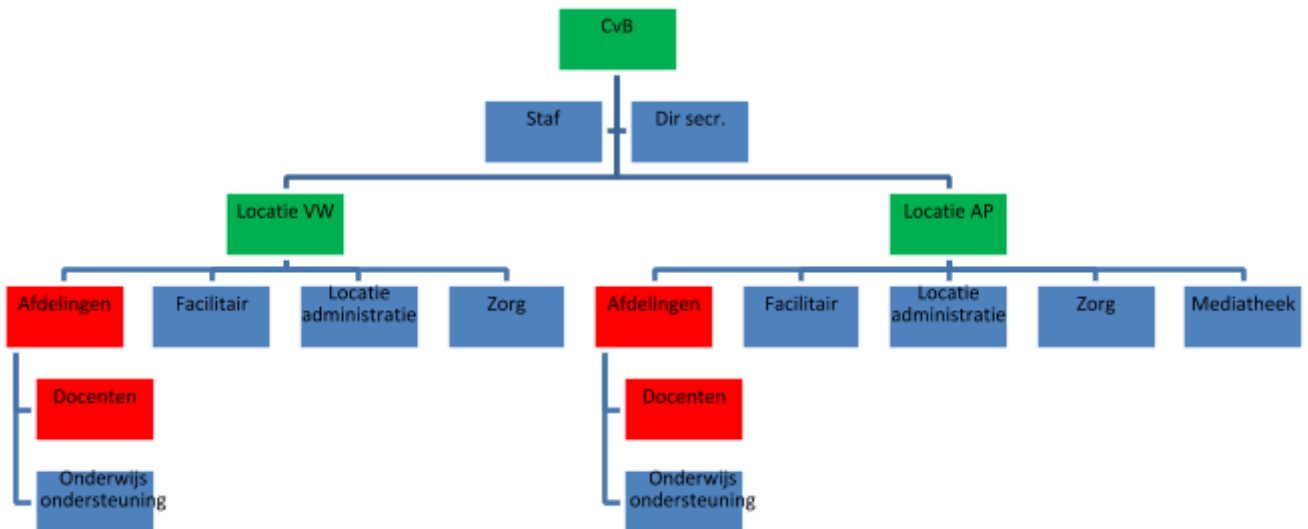 CvB
Staf
Dir secr.
Locatie VW
Locatie AP
Afdelingen
Facilitair
Locatie
administratie
Zorg
Afdelingen
Facilitair
Locatie
administratie
Zorg
Mediatheek
Docenten
Docenten
Onderwijs
ondersteuning
Onderwijs
ondersteuning